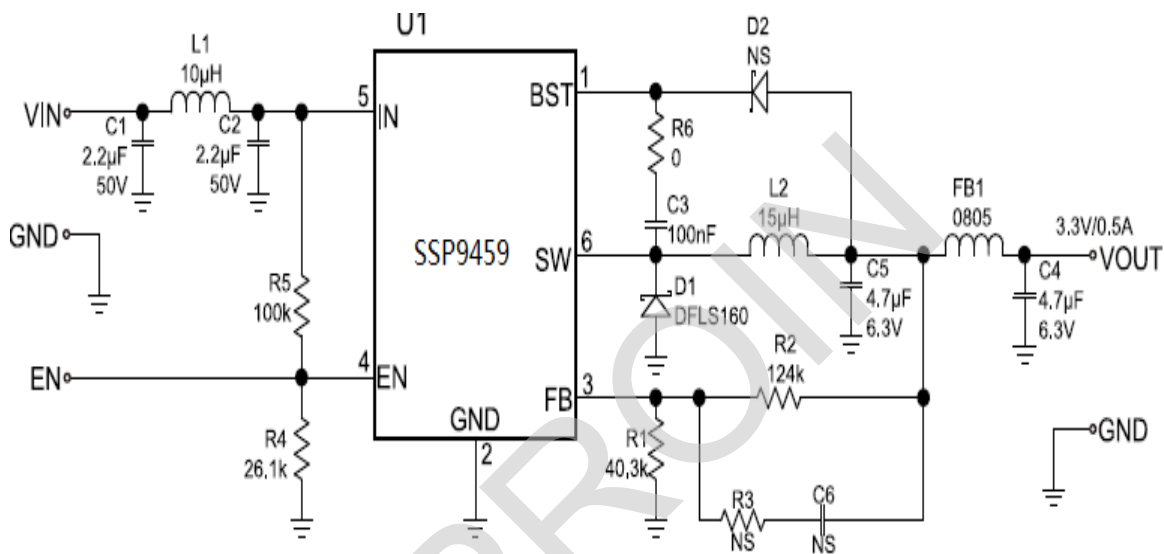 U1
L1
10μH
VIN
C1
2.2μF
50V
C2
2.2μF
50V
5
IN
GND
R5
100k
EN
4
EN
R4
26,1k
SSP9459
GND
2
BST
1
SW
6
FB
3
D2
NS
R6
0
C3
100nF
L2
15μH
D1
DFLS160
C5
4.7μF
6.3V
FB1
0805
3.3V/0.5A
VOUT
C4
4.7μF
6.3V
R2
124k
R1
40,3k
R3
NS
C6
NS
GND
PROIN